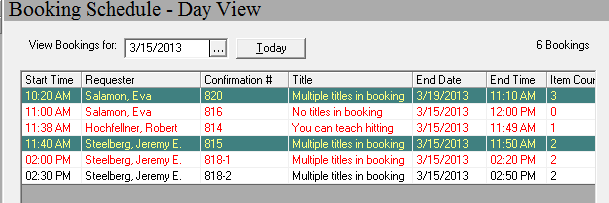 Booking Schedule - Day View
View Bookings for: 3/15/2013 ... Today 6 Bookings
Start Time Requester Confirmation # Title End Date End Time Item Coun
10:20 AM Salamon, Eva 820 Multiple titles in booking 3/19/2013 11:10 AM 3
11:00 AM Salamon, Eva 816 No titles in booking 3/15/2013 12:00 PM 0
11:38 AM Hochfellner, Robert 814 You can teach hitting 3/15/2013 11:49 AM 1
11:40 AM Steelberg, Jeremy E. 815 Multiple titles in booking 3/15/2013 11:50 AM 2
02:00 PM Steelberg, Jeremy E. 818-1 Multiple titles in booking 3/15/2013 02:20 PM 2
02:30 PM Steelberg, Jeremy E. 818-2 Multiple titles in booking 3/15/2013 02:50 PM 2